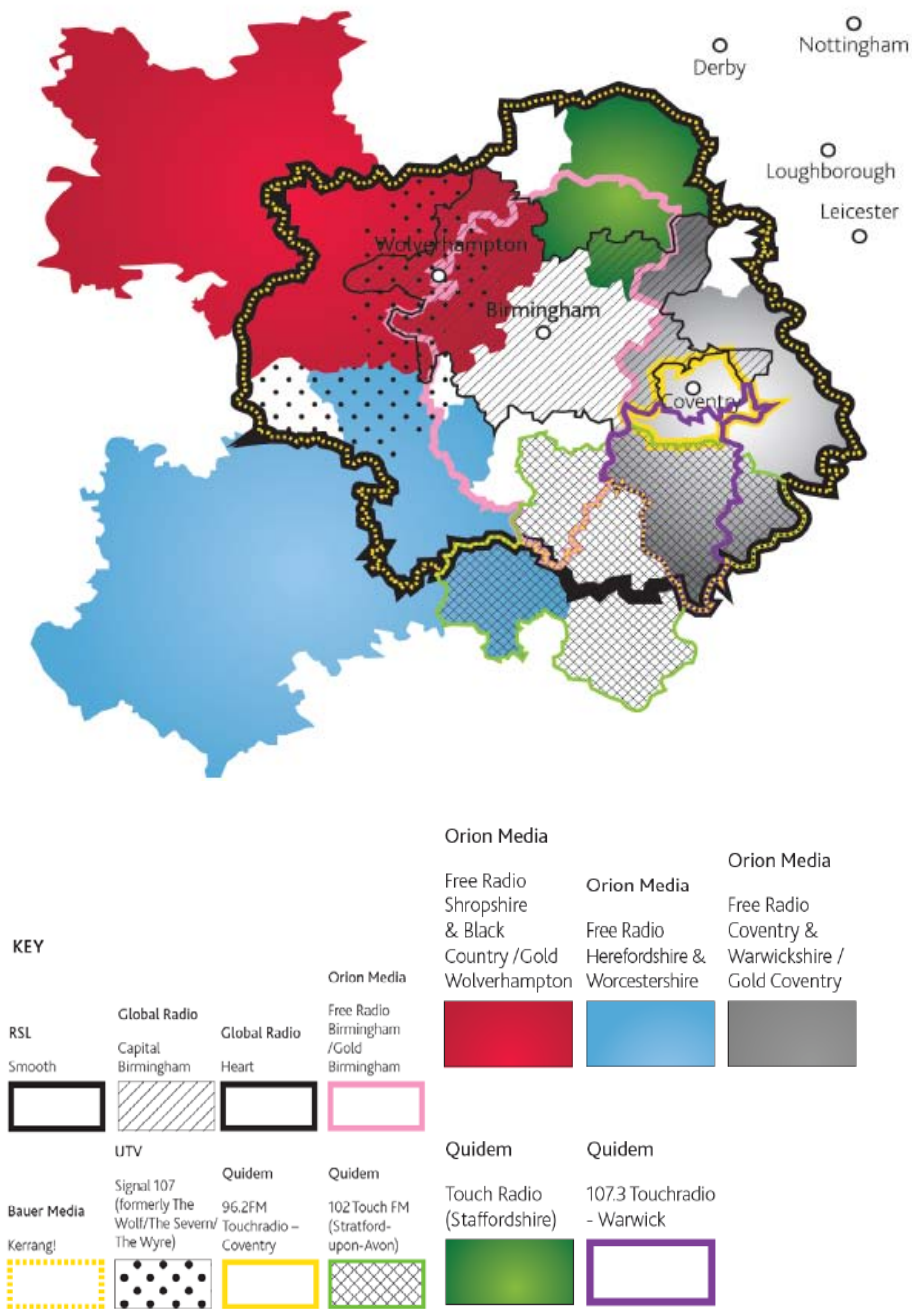 Nottingham
Derby
Loughborough
Leicester
Wolverhampton
Birmingham
Coventry
KEY
RSL
Smooth
Global Radio
Capital
Birmingham
Global Radio
Heart
Orion Media
Free Radio
Birmingham
/Gold
Birmingham
Orion Media
Free Radio
Shropshire
& Black
Country /Gold
Wolverhampton
Orion Media
Free Radio
Herefordshire &
Worcestershire
Orion Media
Free Radio
Coventry &
Warwickshire /
Gold Coventry
Bauer Media
Kerrang!
UTV
Signal 107
(formerly The
Wolf/The Severn/
The Wyre)
Quidem
96.2FM
Touchradio –
Coventry
Quidem
102 Touch FM
(Stratford-
upon-Avon)
Quidem
Touch Radio
(Staffordshire)
Quidem
107.3 Touchradio
- Warwick